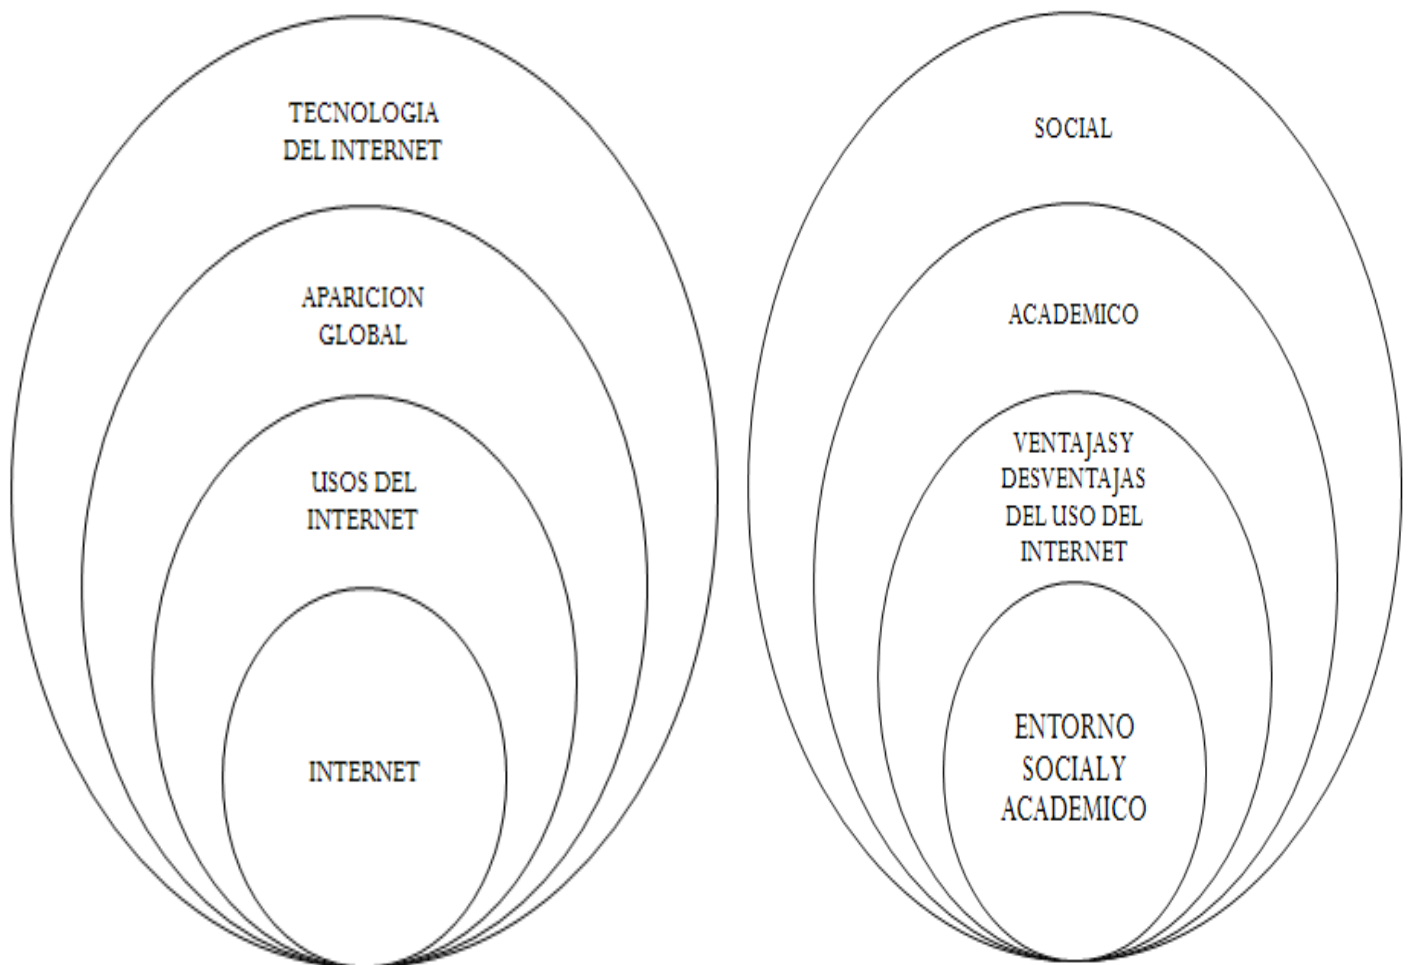 TECNOLOGIA
DEL INTERNET
APARICION
GLOBAL
USOS DEL
INTERNET
INTERNET
SOCIAL
ACADEMICO
VENTAJAS Y
DESVENTAJAS
DEL USO DEL
INTERNET
ENTORNO
SOCIAL Y
ACADEMICO